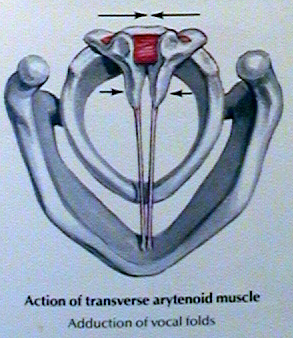 Action of transverse arytenoid muscle
Adduction of vocal folds